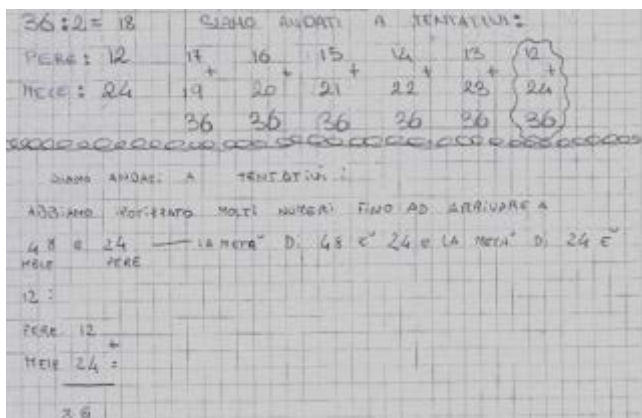 36:2= 18 SIAMO ANDATI A TENTATIVI:
PERE: 12 17 16 15 14 13 12
+ + + + + +
MELE: 24 19 20 21 22 23 24
36 36 36 36 36 36
SIAMO ANDATI A TENTATIVI:
ABBIAMO IPOTIZZATO MOLTI NUMERI FINO AD ARRIVARE A
48 e 24 — LA METÀ DI 48 È 24 e LA METÀ DI 24 È
MELE PERE
12:
PERE 12
+
MELE 24 =
36